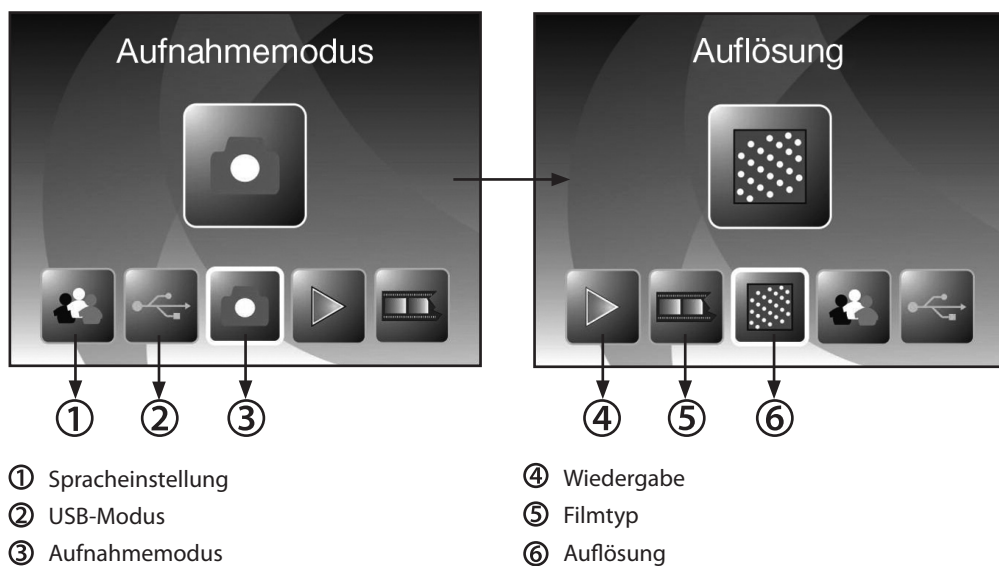 Aufnahmemodus
Auflösung
① ② ③
④ ⑤ ⑥
① Spracheinstellung
② USB-Modus
③ Aufnahmemodus
④ Wiedergabe
⑤ Filmtyp
⑥ Auflösung